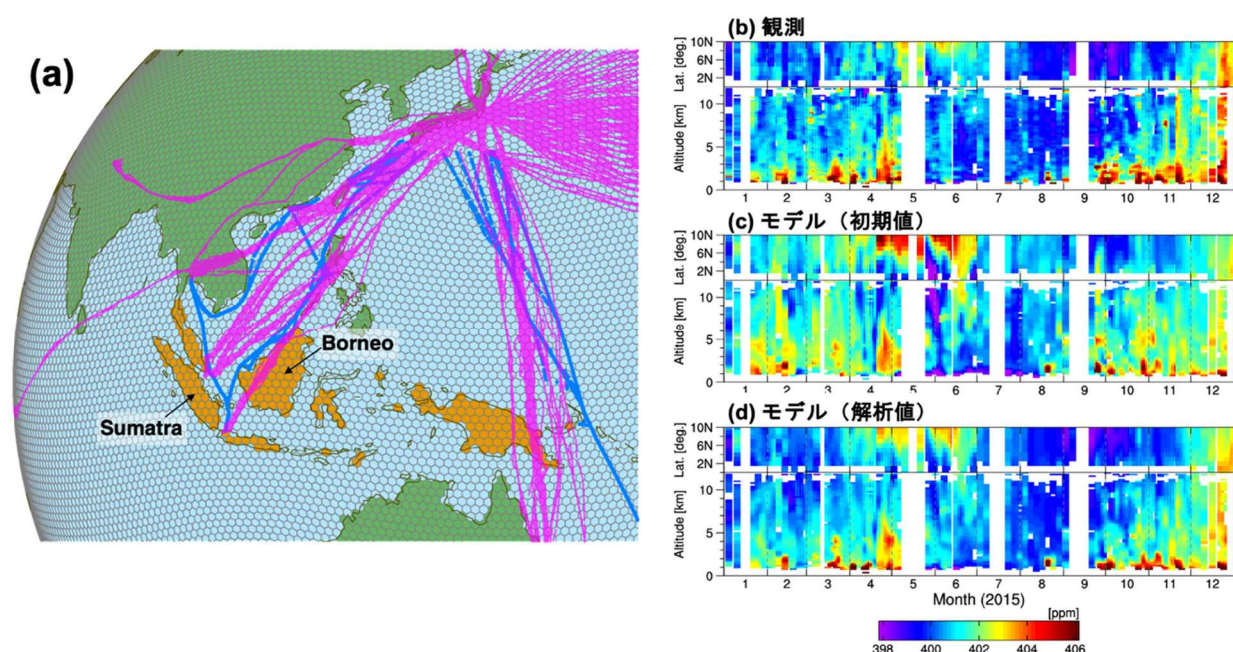 (a)
Borneo
Sumatra
(b) 観測
Lat. [deg.]
10N
6N
2N
Altitude [km]
10
5
0
1 2 3 4 5 6 7 8 9 10 11 12
(c) モデル（初期値）
Lat. [deg.]
10N
6N
2N
Altitude [km]
10
5
0
1 2 3 4 5 6 7 8 9 10 11 12
(d) モデル（解析値）
Lat. [deg.]
10N
6N
2N
Altitude [km]
10
5
0
1 2 3 4 5 6 7 8 9 10 11 12
Month (2015)
[ppm]
398 400 402 404 406